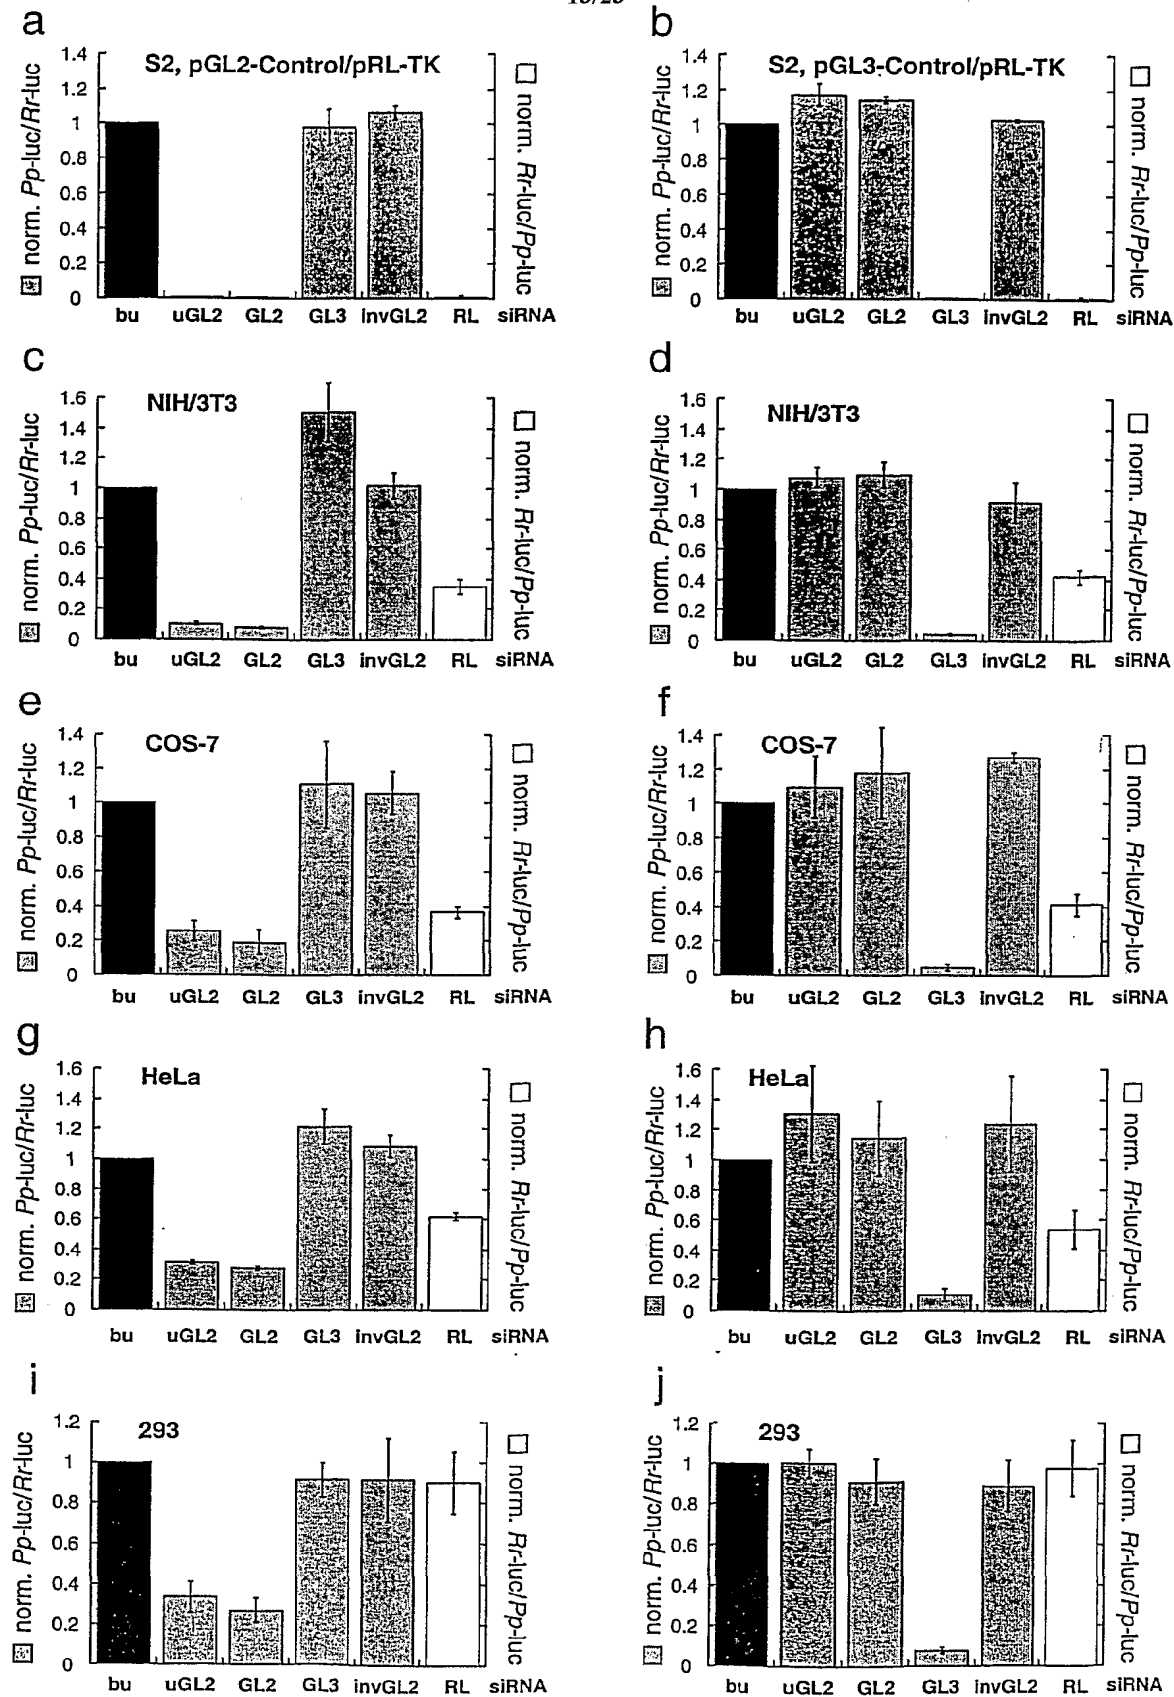 a
S2, pGL2-Control/pRL-TK
norm. Pp-luc/Rr-luc
1.4
1.2
1
0.8
0.6
0.4
0.2
0
norm. Rr-luc/Pp-luc
bu uGL2 GL2 GL3 invGL2 RL siRNA
b
S2, pGL3-Control/pRL-TK
norm. Pp-luc/Rr-luc
1.4
1.2
1
0.8
0.6
0.4
0.2
0
norm. Rr-luc/Pp-luc
bu uGL2 GL2 GL3 invGL2 RL siRNA
c
NIH/3T3
norm. Pp-luc/Rr-luc
1.6
1.4
1.2
1
0.8
0.6
0.4
0.2
0
norm. Rr-luc/Pp-luc
bu uGL2 GL2 GL3 invGL2 RL siRNA
d
NIH/3T3
norm. Pp-luc/Rr-luc
1.6
1.4
1.2
1
0.8
0.6
0.4
0.2
0
norm. Rr-luc/Pp-luc
bu uGL2 GL2 GL3 invGL2 RL siRNA
e
COS-7
norm. Pp-luc/Rr-luc
1.4
1.2
1
0.8
0.6
0.4
0.2
0
norm. Rr-luc/Pp-luc
bu uGL2 GL2 GL3 invGL2 RL siRNA
f
COS-7
norm. Pp-luc/Rr-luc
1.4
1.2
1
0.8
0.6
0.4
0.2
0
norm. Rr-luc/Pp-luc
bu uGL2 GL2 GL3 invGL2 RL siRNA
g
HeLa
norm. Pp-luc/Rr-luc
1.6
1.4
1.2
1
0.8
0.6
0.4
0.2
0
norm. Rr-luc/Pp-luc
bu uGL2 GL2 GL3 invGL2 RL siRNA
h
HeLa
norm. Pp-luc/Rr-luc
1.6
1.4
1.2
1
0.8
0.6
0.4
0.2
0
norm. Rr-luc/Pp-luc
bu uGL2 GL2 GL3 invGL2 RL siRNA
i
293
norm. Pp-luc/Rr-luc
1.2
1
0.8
0.6
0.4
0.2
0
norm. Rr-luc/Pp-luc
bu uGL2 GL2 GL3 invGL2 RL siRNA
j
293
norm. Pp-luc/Rr-luc
1.2
1
0.8
0.6
0.4
0.2
0
norm. Rr-luc/Pp-luc
bu uGL2 GL2 GL3 invGL2 RL siRNA